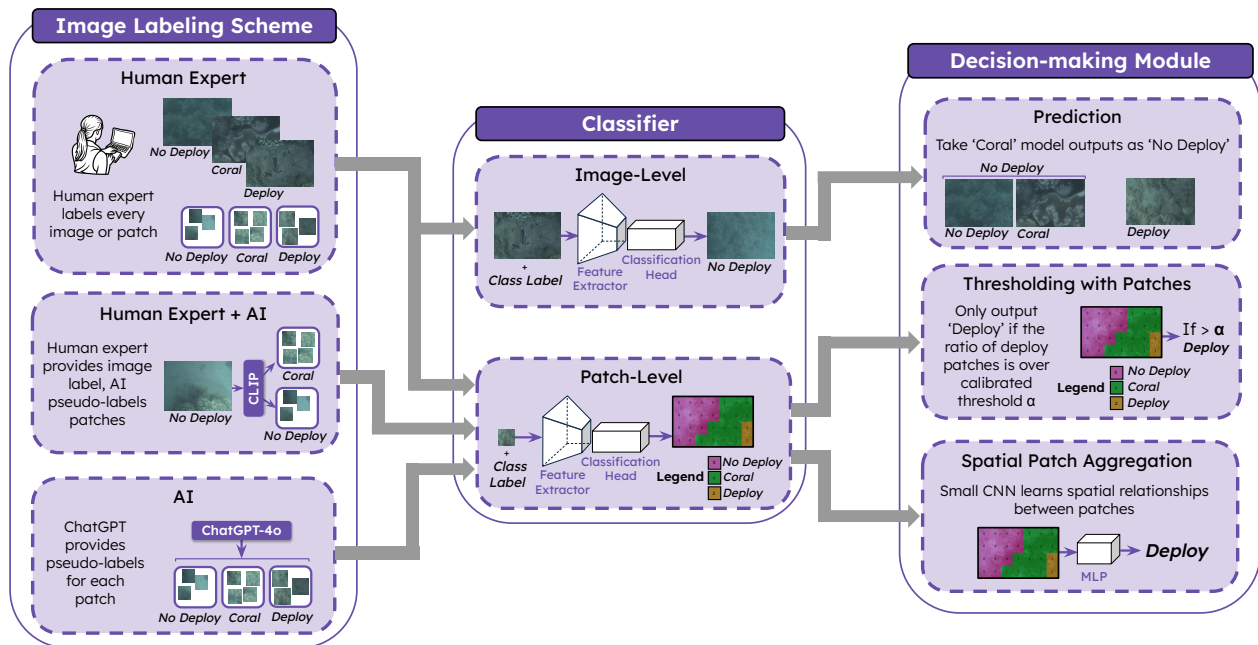 Image Labeling Scheme
Human Expert
No Deploy
Coral
Deploy
Human expert
labels every
image or patch
No Deploy
Coral
Deploy
Human Expert + AI
Human expert
provides image
label, AI
pseudo-labels
patches
No Deploy
CLIP
Coral
No Deploy
AI
ChatGPT
provides
pseudo-labels
for each
patch
ChatGPT-4o
No Deploy
Coral
Deploy
Classifier
Image-Level
+
Class Label
Feature
Extractor
Classification
Head
No Deploy
Patch-Level
+
Class
Label
Feature
Extractor
Classification
Head
Legend
No Deploy
Coral
Deploy
Decision-making Module
Prediction
Take ‘Coral’ model outputs as ‘No Deploy’
No Deploy
Coral
Deploy
Thresholding with Patches
Only output
‘Deploy’ if the
ratio of deploy
patches is over
calibrated
threshold α
If > α
Deploy
Legend
No Deploy
Coral
Deploy
Spatial Patch Aggregation
Small CNN learns spatial relationships
between patches
MLP
Deploy